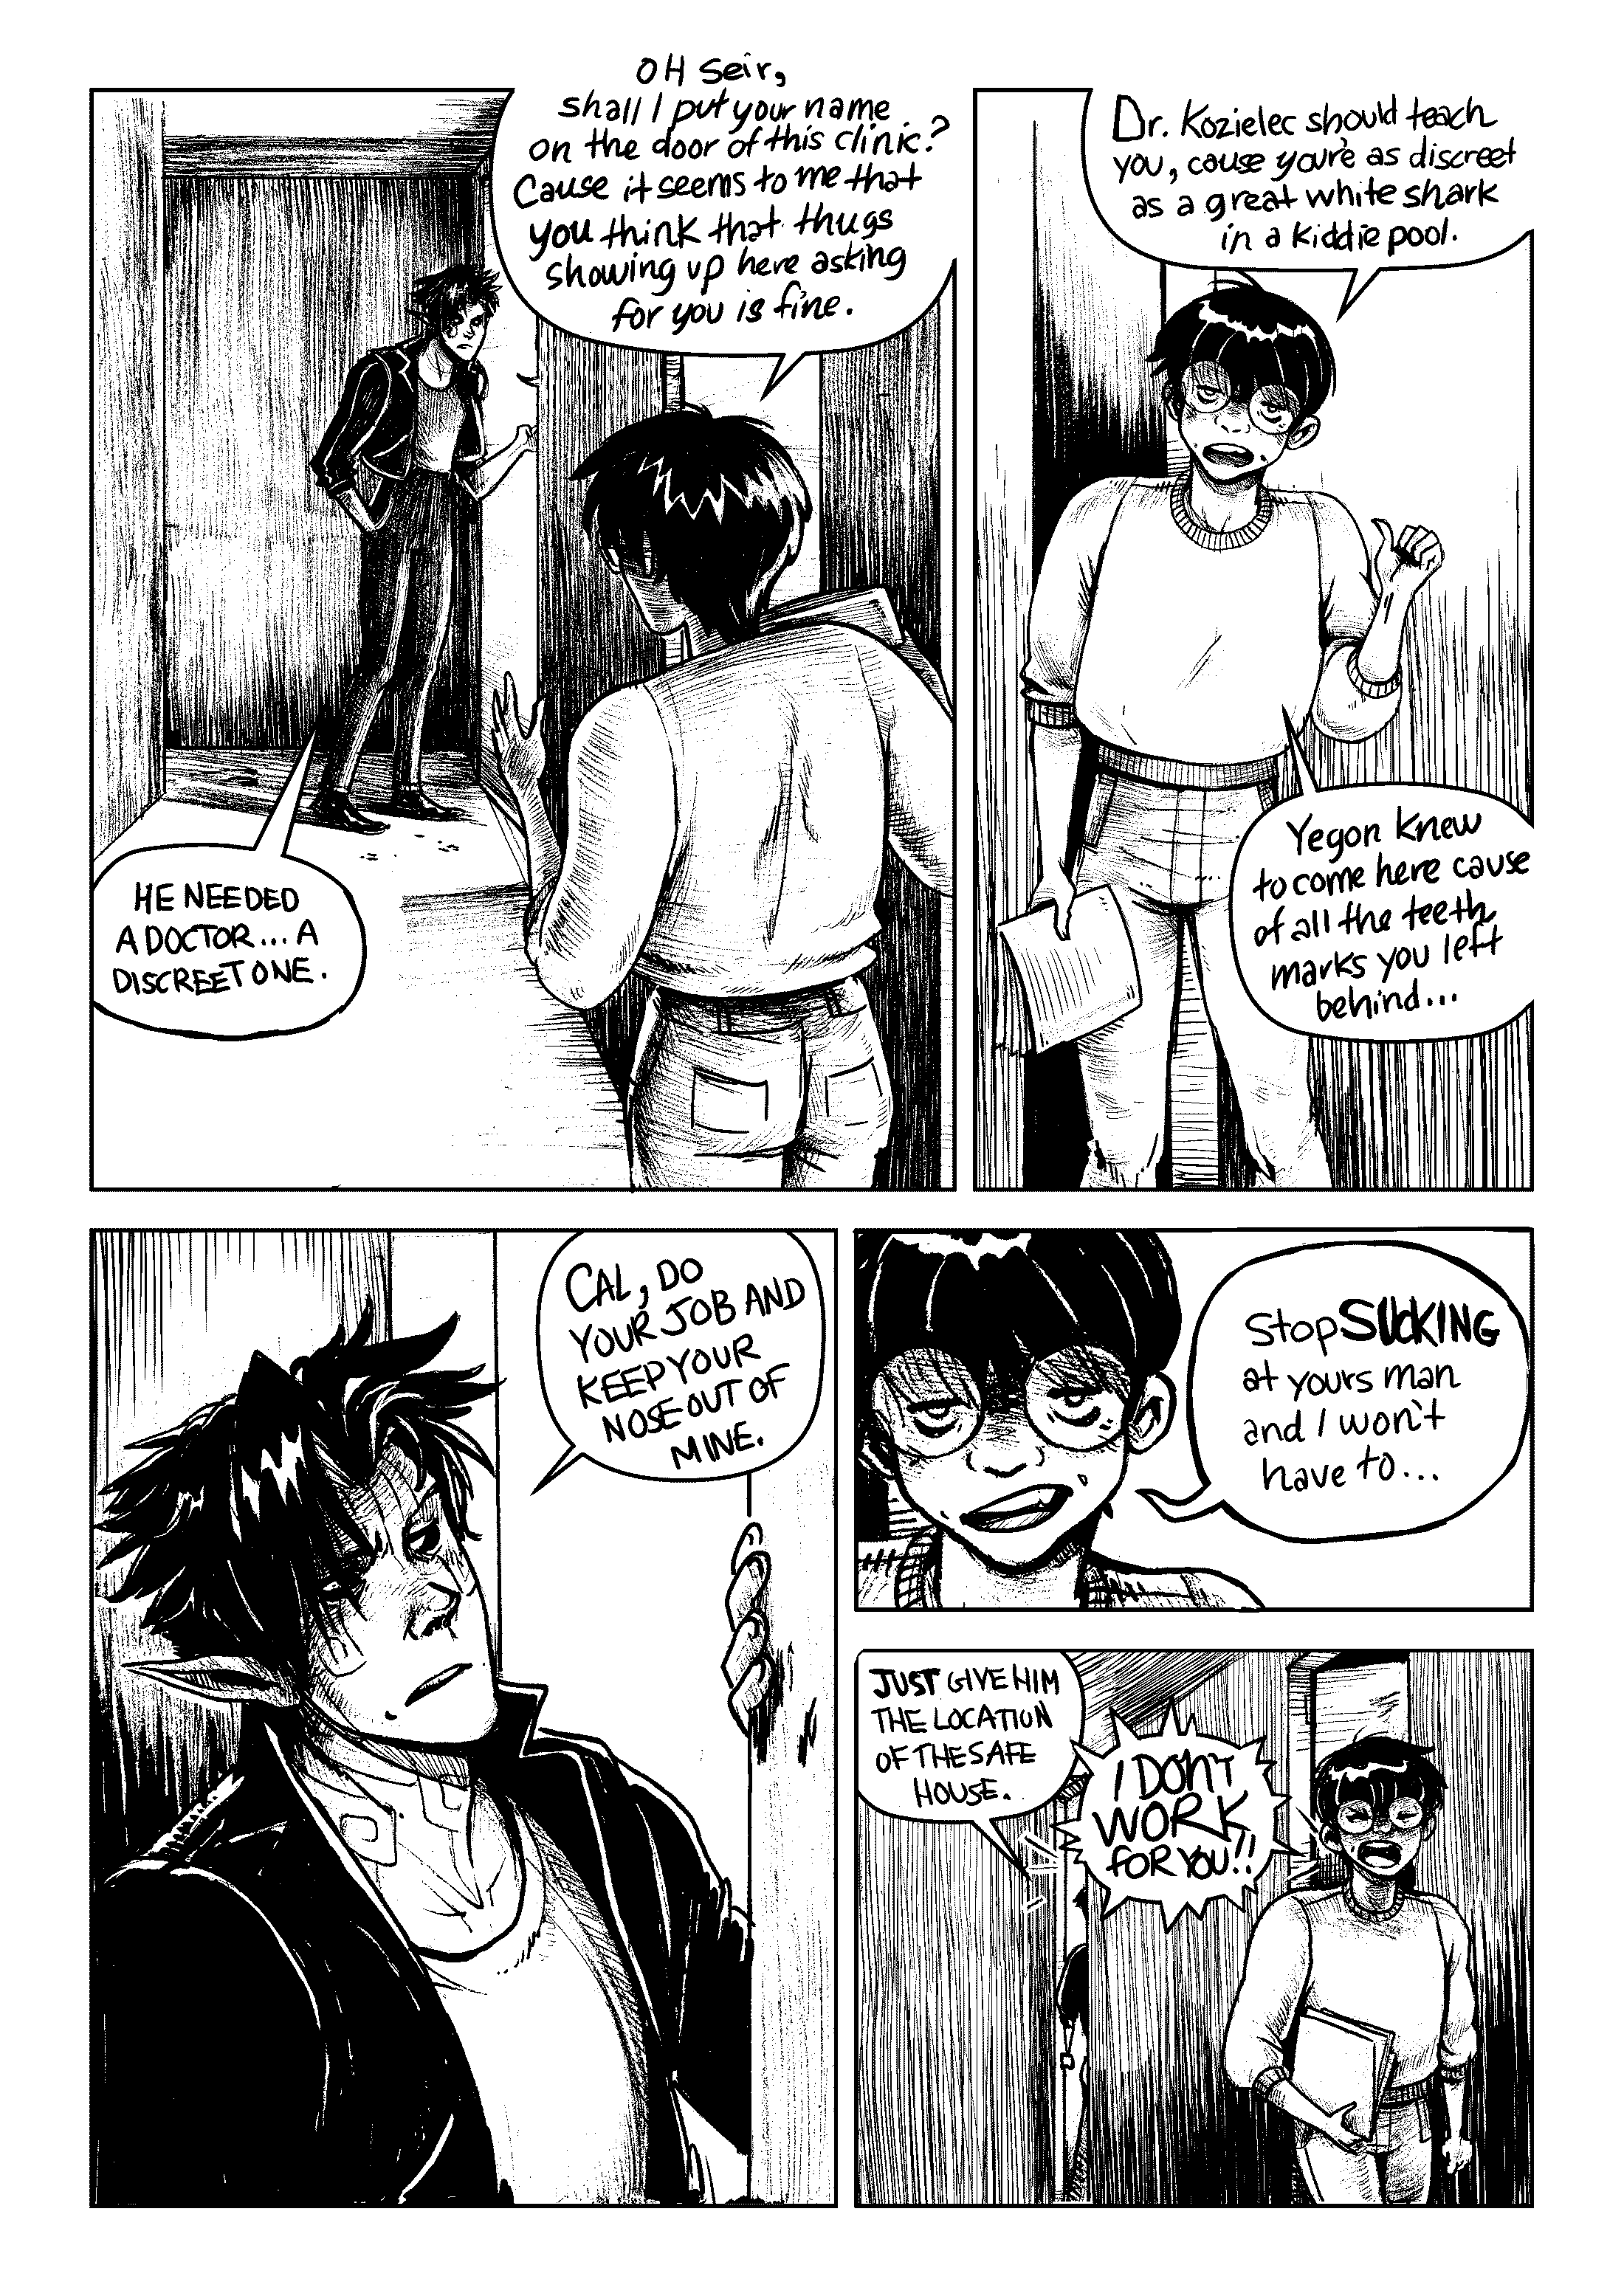 OH Seir,
shall I put your name
on the door of this clinic?
Cause it seems to me that
you think that thugs
showing up here asking
for you is fine.
HE NEEDED
A DOCTOR... A
DISCREET ONE.
Dr. Kozielec should teach
you, cause you're as discreet
as a great white shark
in a kiddie pool.
Yegon knew
to come here cause
of all the teeth
marks you left
behind...
CAL, DO
YOUR JOB AND
KEEP YOUR
NOSE OUT OF
MINE.
Stop SUCKING
at yours man
and I won't
have to...
JUST GIVE HIM
THE LOCATION
OF THE SAFE
HOUSE.
I DON'T
WORK
FOR YOU!!